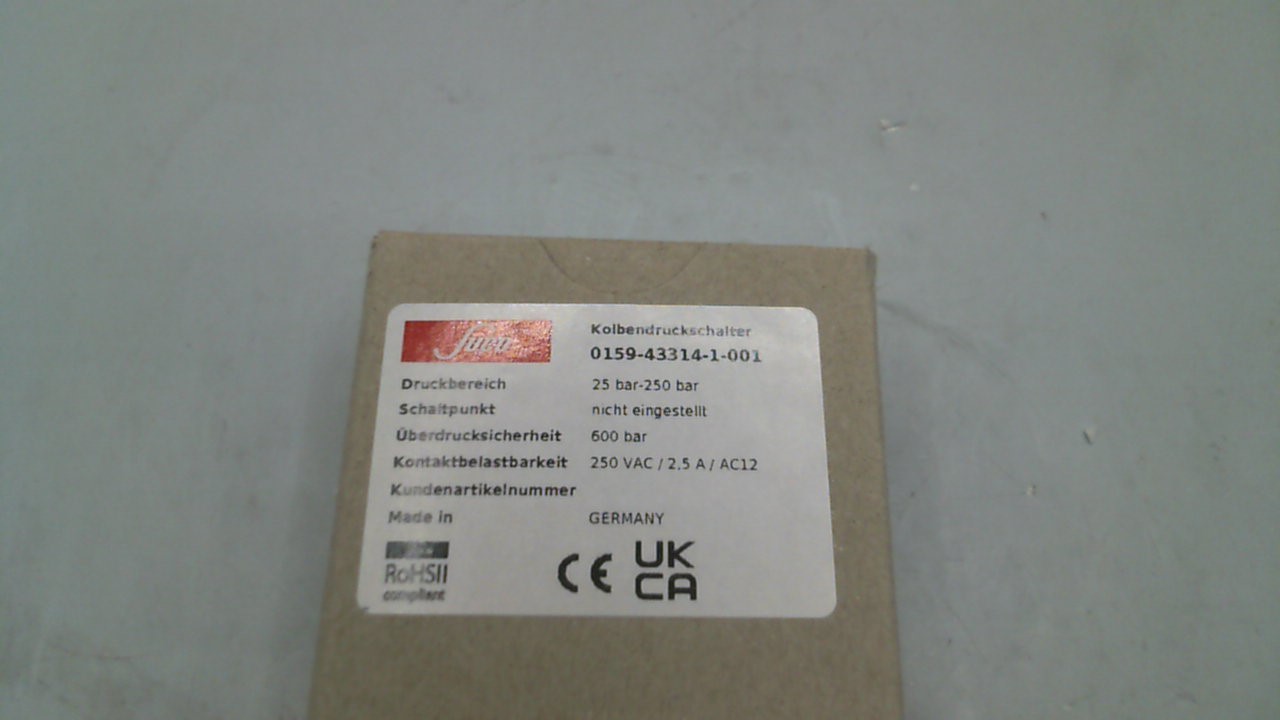 Suco
Kolbendruckschalter
0159-43314-1-001
Druckbereich 25 bar-250 bar
Schaltpunkt nicht eingestellt
Überdrucksicherheit 600 bar
Kontaktbelastbarkeit 250 VAC / 2.5 A / AC12
Kundenartikelnummer
Made in GERMANY
RoHSII
compliant
CE
UK
CA